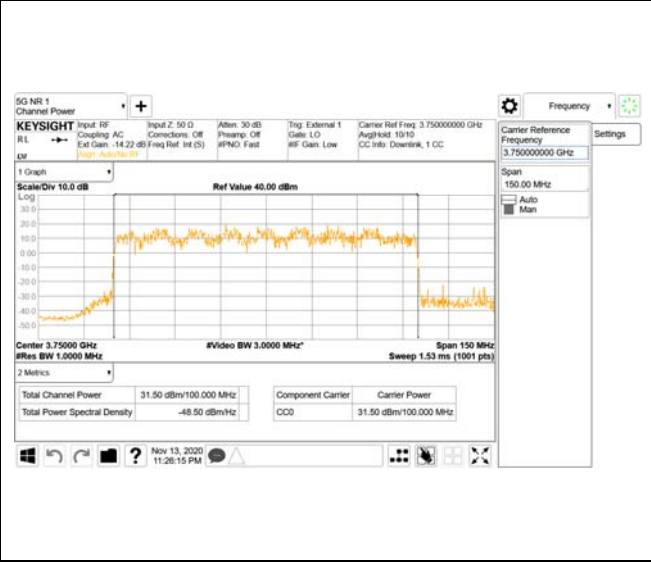 5G NR 1
Channel Power
Frequency
KEYSIGHT Input: RF Input Z: 50 Ω Atten: 30 dB Trig: External 1 Carrier Ref Freq: 3.750000000 GHz
RL Coupling: AC Corrections: Off Preamp: Off Gate: LO Avg|Hold: 10/10
Ext Gain: -14.22 dB Freq Ref: Int (S) #PNO: Fast #IF Gain: Low CC Info: Downlink, 1 CC
Align: Auto/No RF
Carrier Reference
Frequency
3.750000000 GHz
Settings
Span
150.00 MHz
Auto
Man
1 Graph
Scale/Div 10.0 dB Ref Value 40.00 dBm
Log
30.0
20.0
10.0
0.00
-10.0
-20.0
-30.0
-40.0
-50.0
Center 3.75000 GHz #Video BW 3.0000 MHz* Span 150 MHz
#Res BW 1.0000 MHz Sweep 1.53 ms (1001 pts)
2 Metrics
Total Channel Power 31.50 dBm/100.000 MHz Component Carrier Carrier Power
Total Power Spectral Density -48.50 dBm/Hz CC0 31.50 dBm/100.000 MHz
Nov 13, 2020
11:26:15 PM